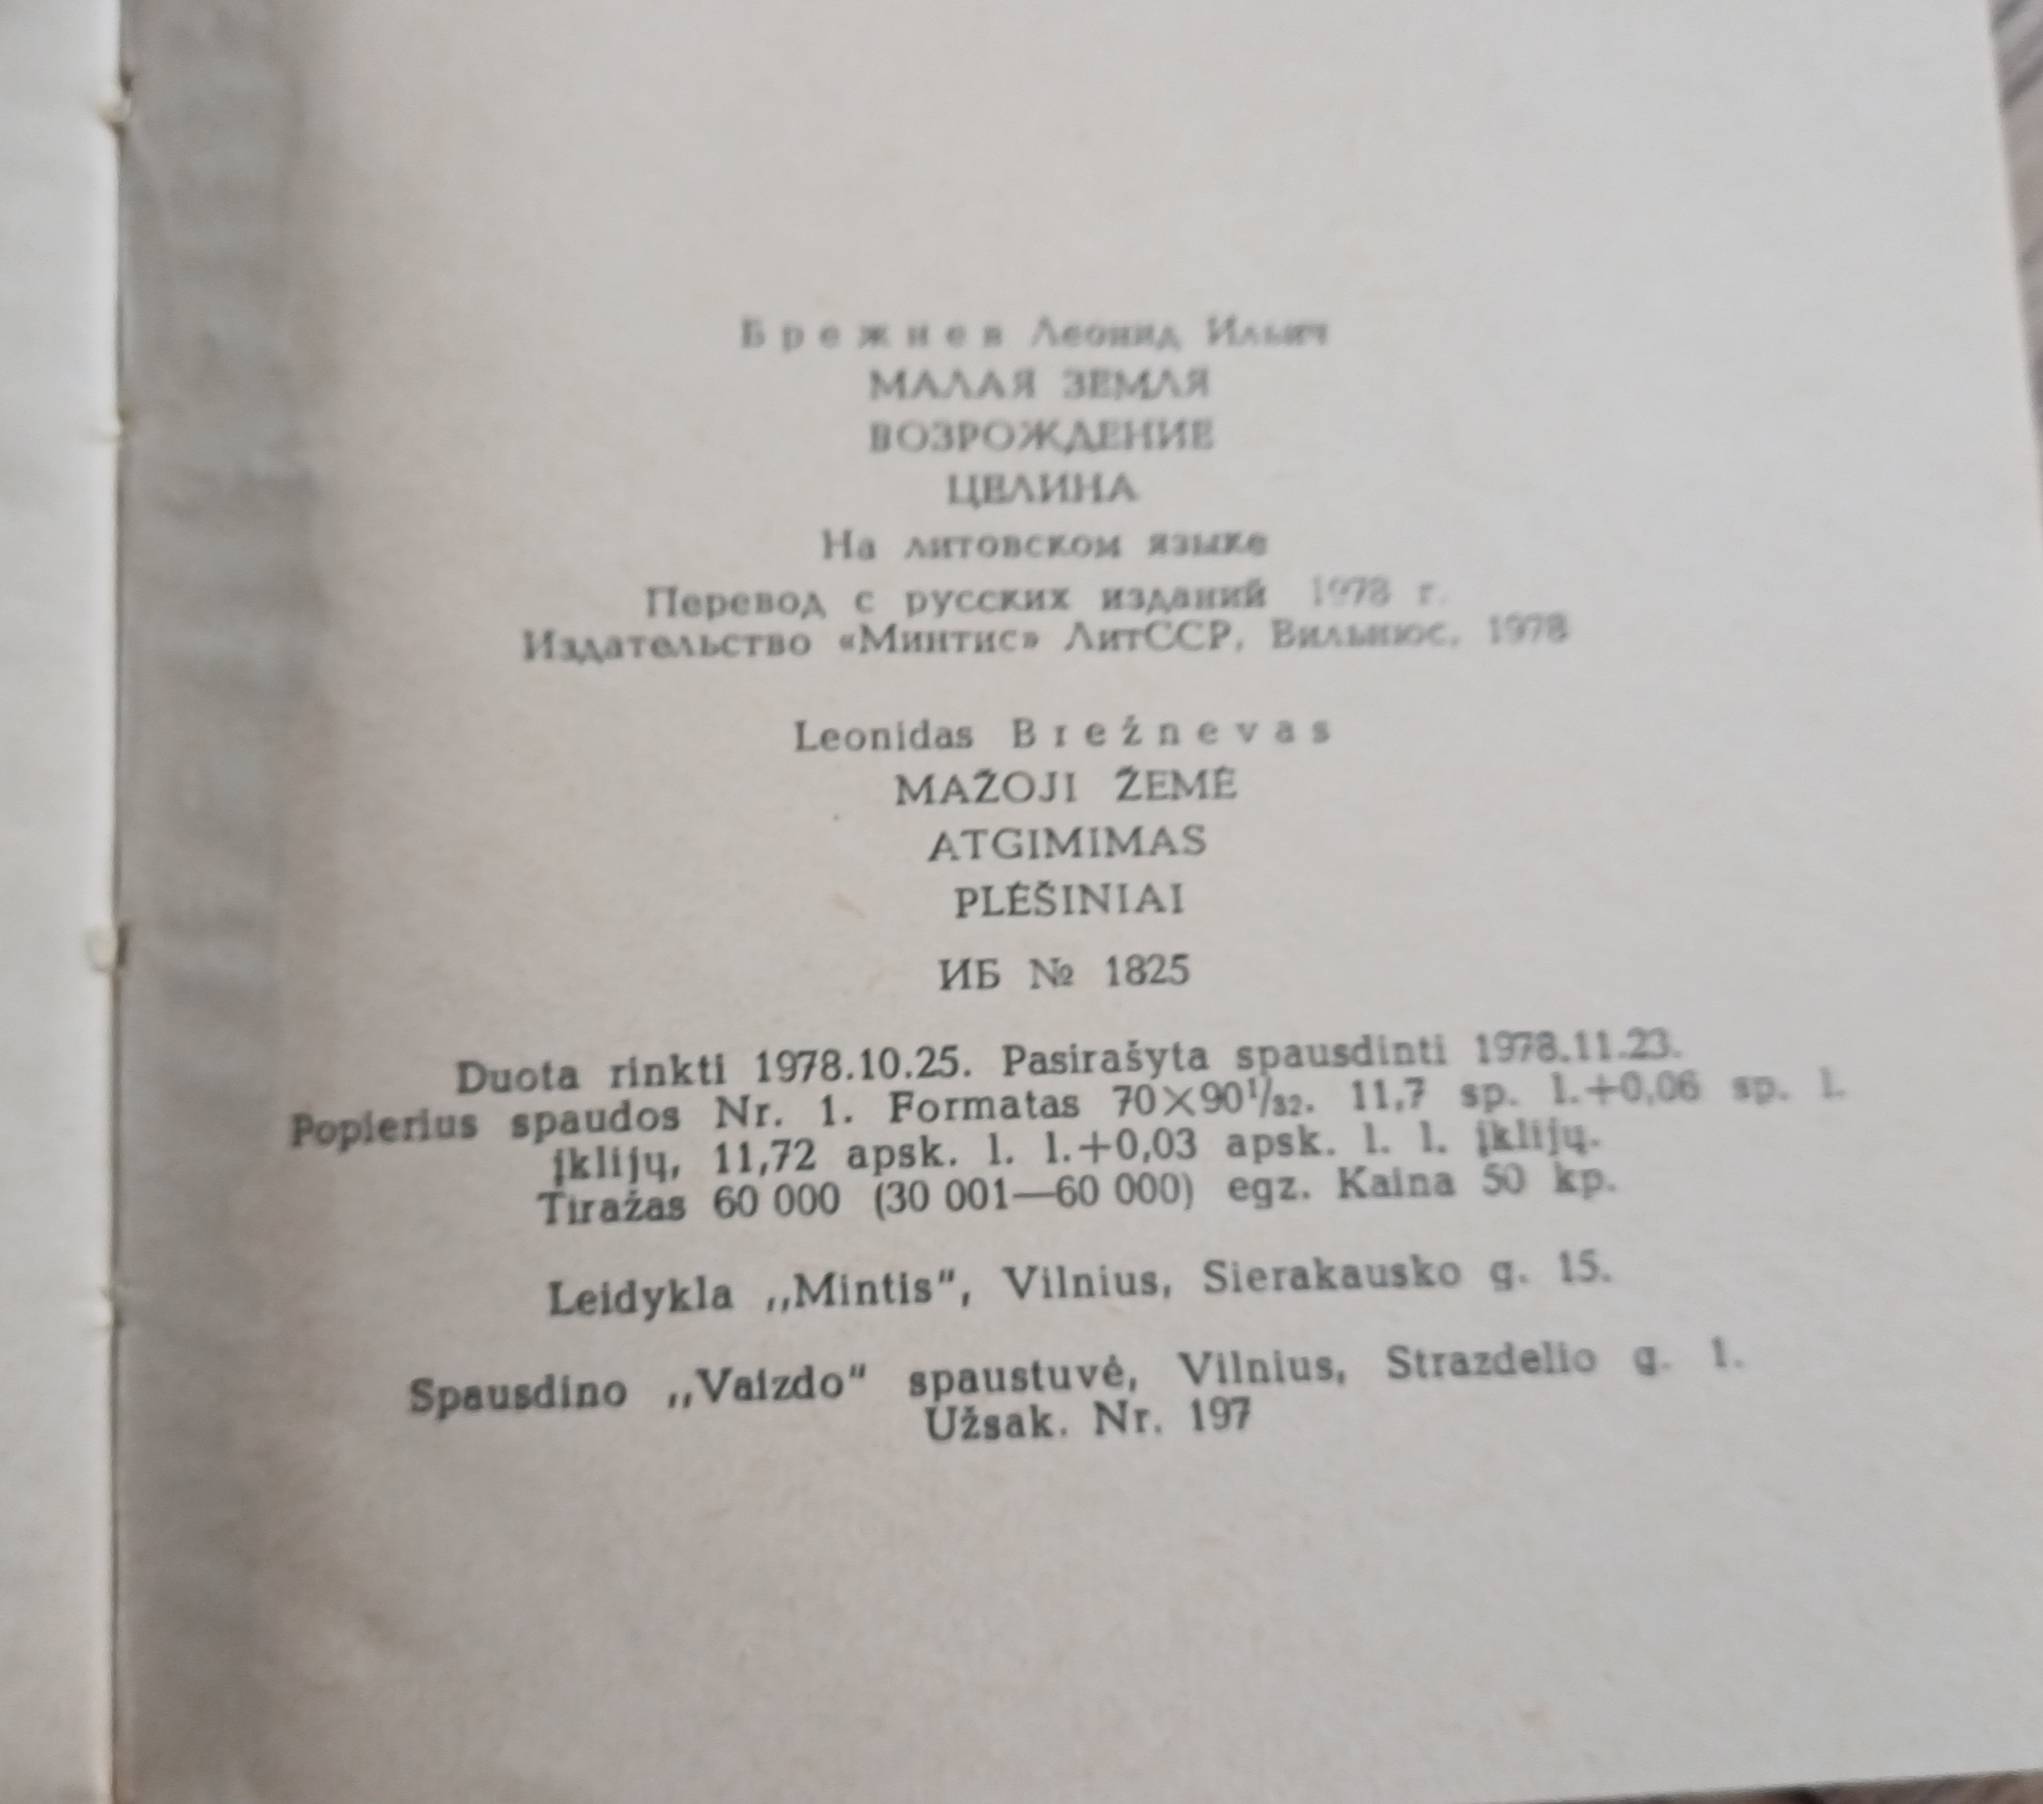 Брежнев Леонид Ильич
МАЛАЯ ЗЕМЛЯ
ВОЗРОЖДЕНИЕ
ЦЕЛИНА
На литовском языке
Перевод с русских изданий 1978 г.
Издательство «Минтис» ЛитССР, Вильнюс, 1978
Leonidas Brežnevas
MAŽOJI ŽEMĖ
ATGIMIMAS
PLĖŠINIAI
ИБ № 1825
Duota rinkti 1978.10.25. Pasirašyta spausdinti 1978.11.23.
Popierius spaudos Nr. 1. Formatas 70×90¹/₃₂. 11,7 sp. l.+0,06 sp. l.
įklijų, 11,72 apsk. l. l.+0,03 apsk. l. l. įklijų.
Tiražas 60 000 (30 001—60 000) egz. Kaina 50 kp.
Leidykla „Mintis", Vilnius, Sierakausko g. 15.
Spausdino „Vaizdo" spaustuvė, Vilnius, Strazdelio g. 1.
Užsak. Nr. 197